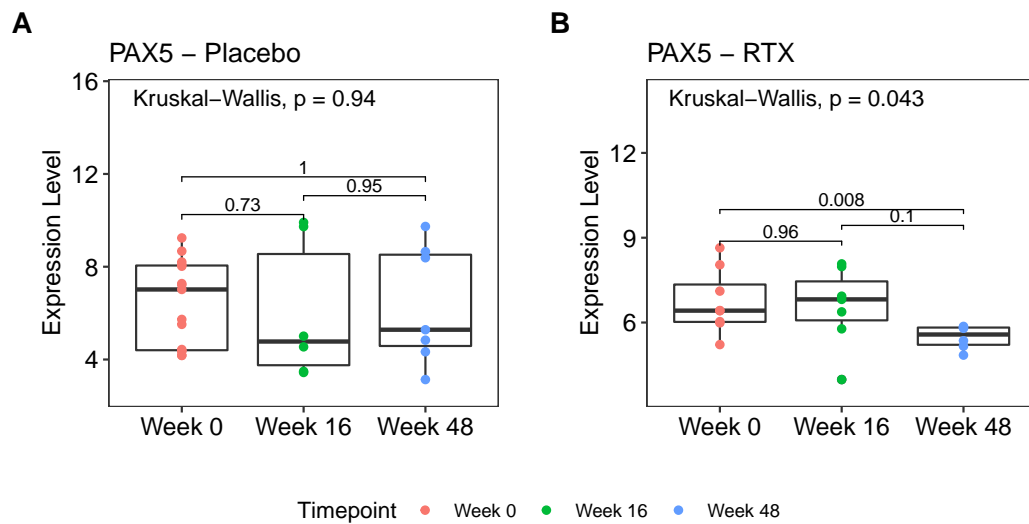 A
PAX5 – Placebo
Kruskal–Wallis, p = 0.94
Expression Level
16
12
8
4
1
0.95
0.73
Week 0
Week 16
Week 48
B
PAX5 – RTX
Kruskal–Wallis, p = 0.043
Expression Level
12
9
6
0.008
0.1
0.96
Week 0
Week 16
Week 48
Timepoint Week 0 Week 16 Week 48